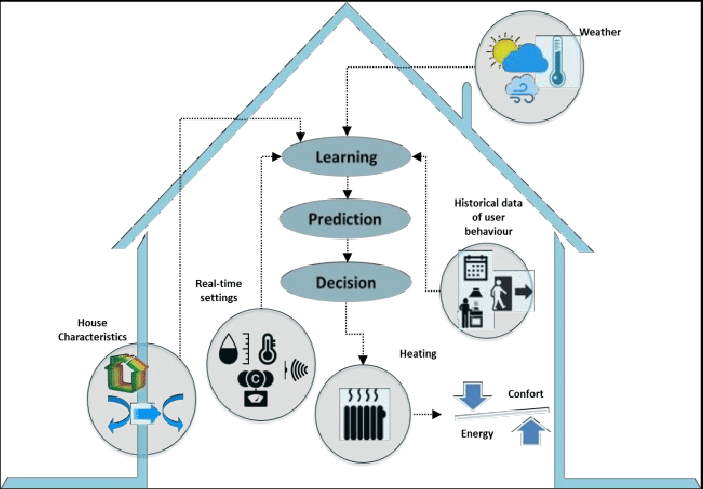 Weather
Learning
Prediction
Decision
Historical data
of user
behaviour
Real-time
settings
House
Characteristics
C
Heating
Confort
Energy